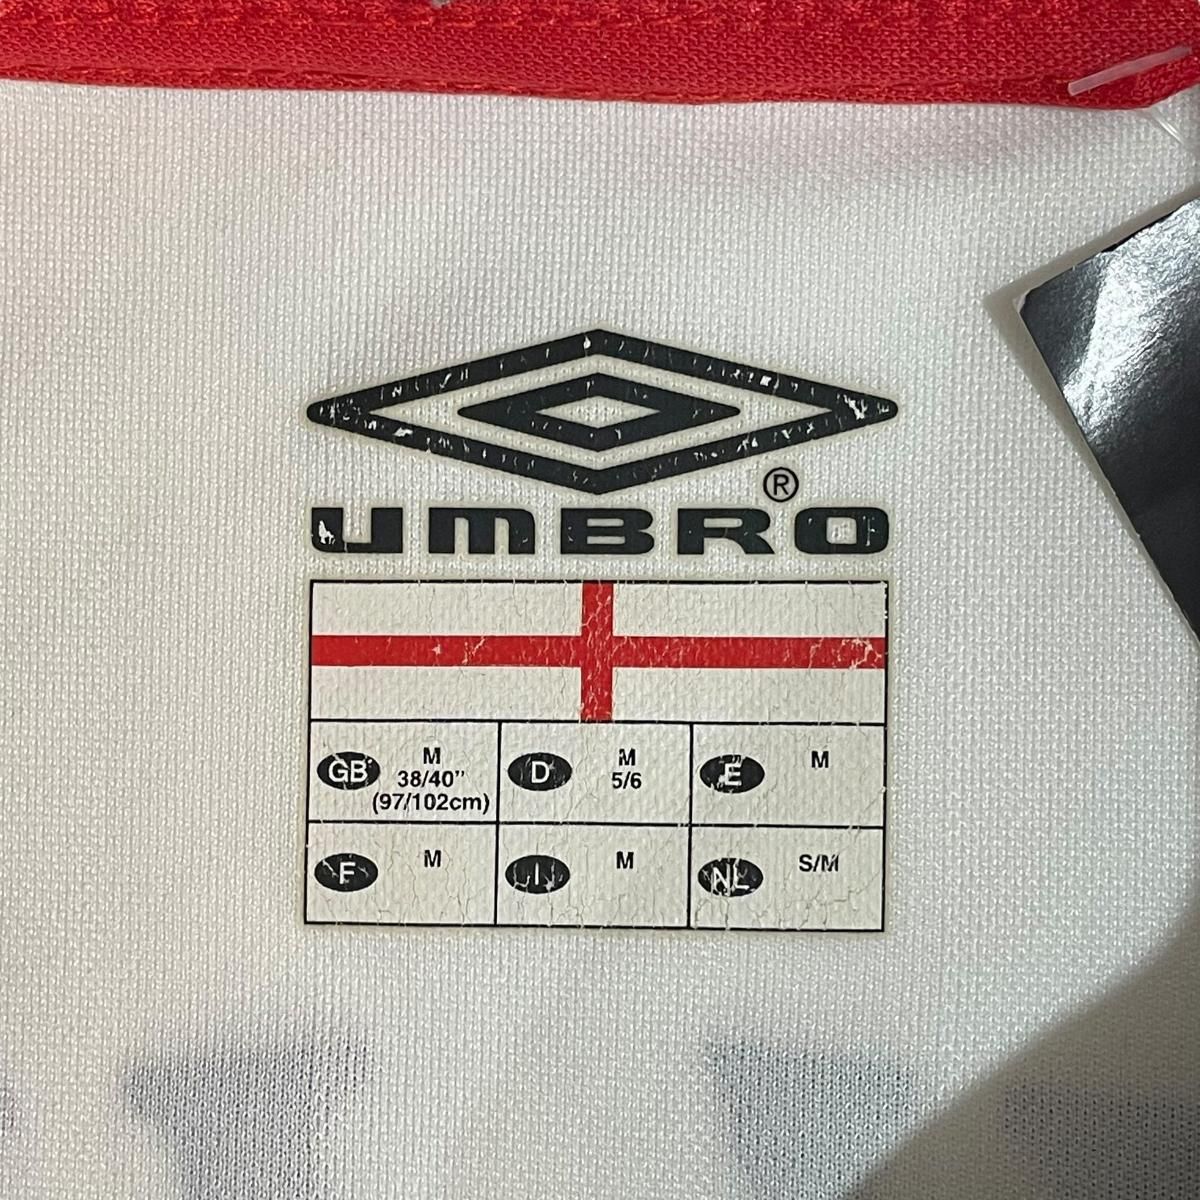 UMBRO®
GB M
38/40”
(97/102cm)
D M
5/6
E M
F M
I M
NL S/M